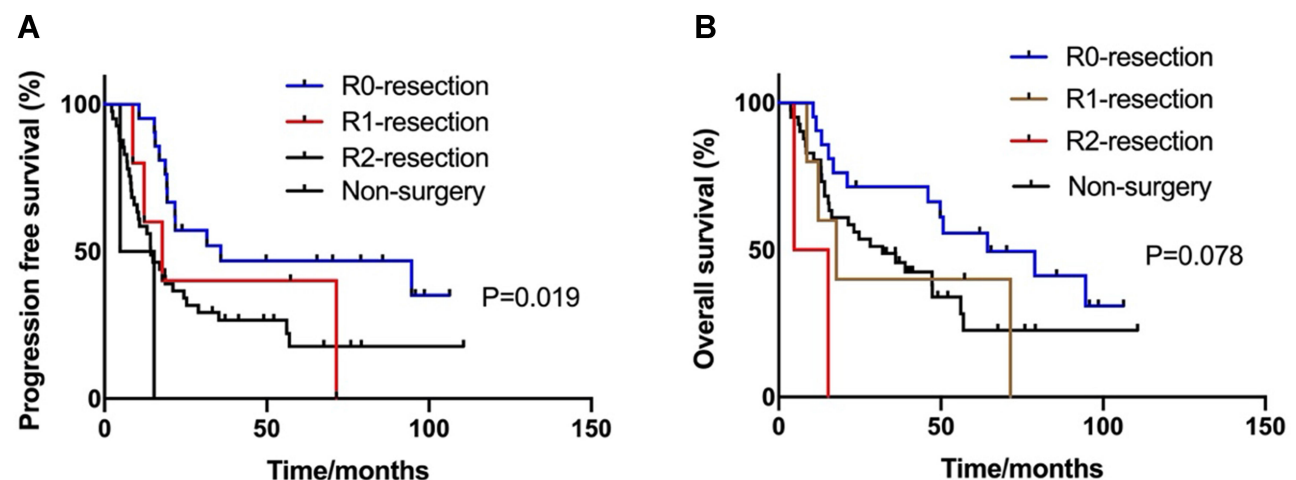 A
Progression free survival (%)
100
50
0
0 50 100 150
Time/months
R0-resection
R1-resection
R2-resection
Non-surgery
P=0.019
B
Overall survival (%)
100
50
0
0 50 100 150
Time/months
R0-resection
R1-resection
R2-resection
Non-surgery
P=0.078